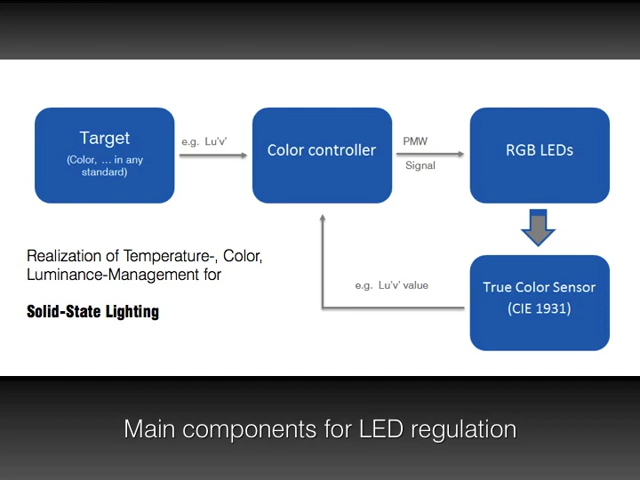 Target
(Color, ... in any
standard)
e.g. Lu'v'
Color controller
PMW
Signal
RGB LEDs
Realization of Temperature-, Color,
Luminance-Management for
Solid-State Lighting
e.g. Lu'v' value
True Color Sensor
(CIE 1931)
Main components for LED regulation